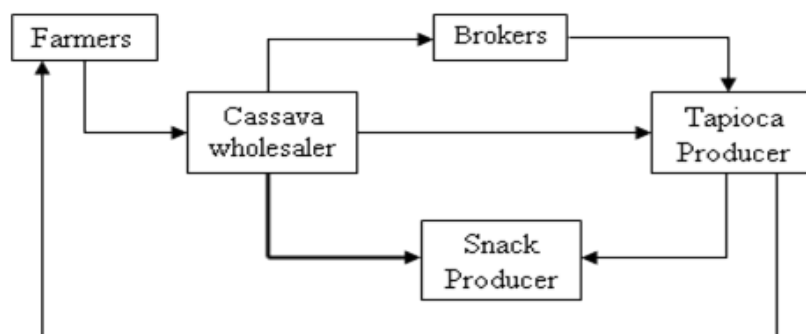 Farmers
Brokers
Cassava
wholesaler
Tapioca
Producer
Snack
Producer